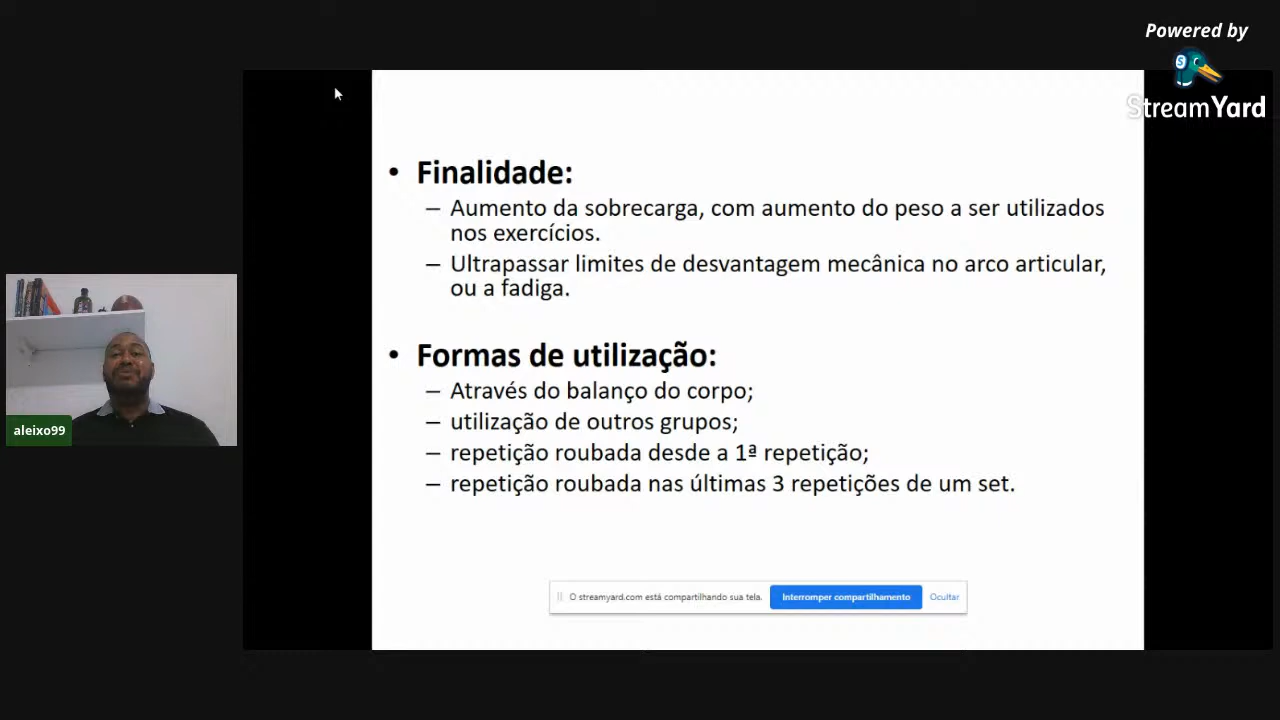 Powered by
StreamYard
• Finalidade:
– Aumento da sobrecarga, com aumento do peso a ser utilizados
nos exercícios.
– Ultrapassar limites de desvantagem mecânica no arco articular,
ou a fadiga.
• Formas de utilização:
– Através do balanço do corpo;
– utilização de outros grupos;
– repetição roubada desde a 1ª repetição;
– repetição roubada nas últimas 3 repetições de um set.
aleixo99
O streamyard.com está compartilhando sua tela. Interromper compartilhamento Ocultar